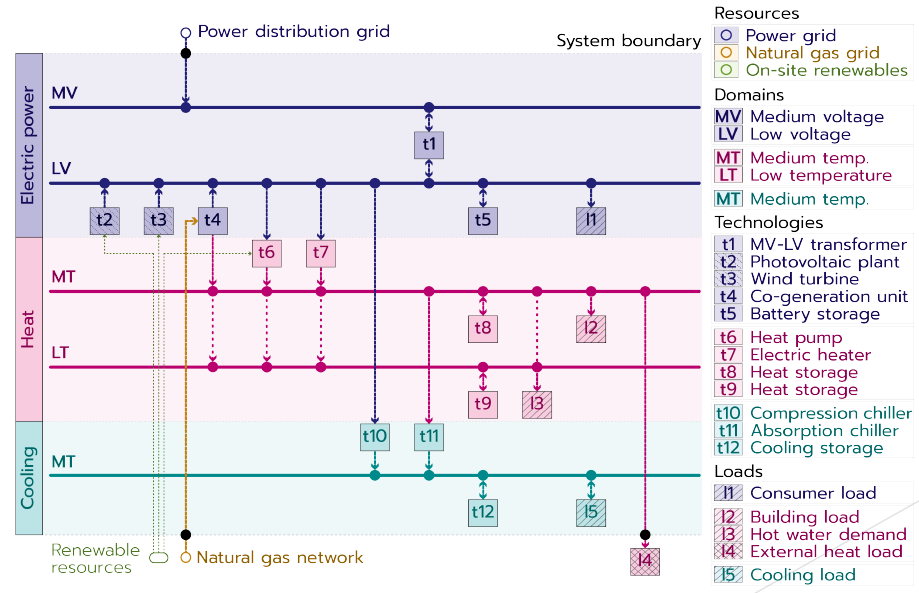 Power distribution grid
System boundary
Electric power
MV
t1
LV
t2
t3
t4
t5
l1
Heat
t6
t7
MT
t8
l2
LT
t9
l3
Cooling
t10
t11
MT
t12
l5
Renewable
resources
Natural gas network
l4
Resources
Power grid
Natural gas grid
On-site renewables
Domains
MV Medium voltage
LV Low voltage
MT Medium temp.
LT Low temperature
MT Medium temp.
Technologies
t1 MV-LV transformer
t2 Photovoltaic plant
t3 Wind turbine
t4 Co-generation unit
t5 Battery storage
t6 Heat pump
t7 Electric heater
t8 Heat storage
t9 Heat storage
t10 Compression chiller
t11 Absorption chiller
t12 Cooling storage
Loads
l1 Consumer load
l2 Building load
l3 Hot water demand
l4 External heat load
l5 Cooling load